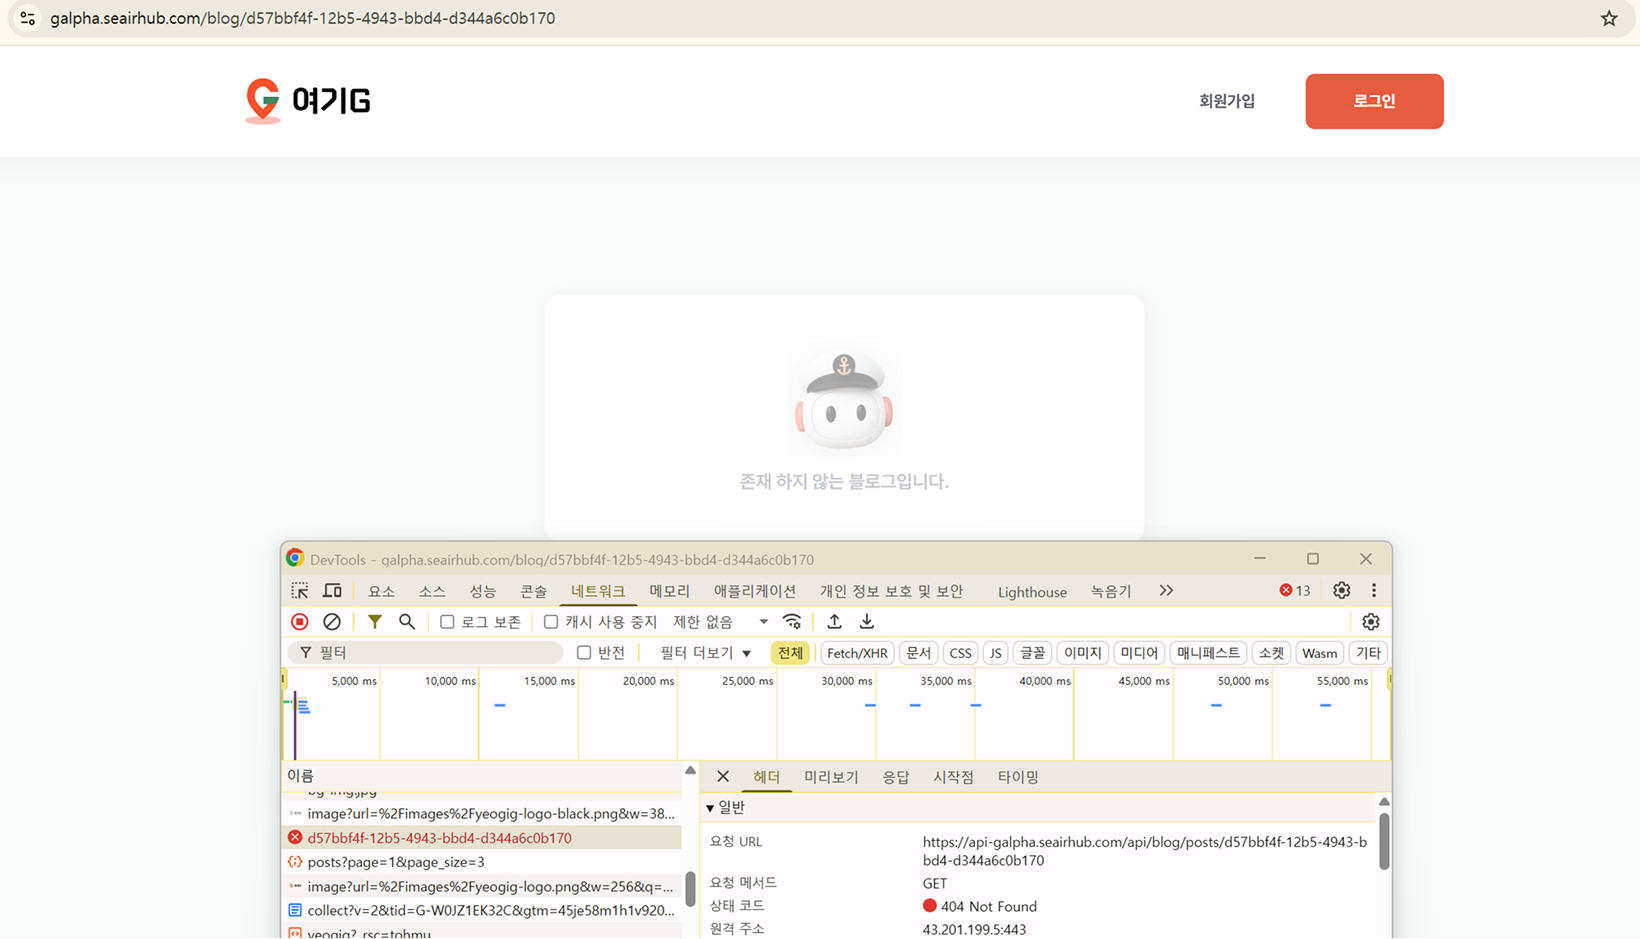 galpha.seairhub.com/blog/d57bbf4f-12b5-4943-bbd4-d344a6c0b170
여기G
회원가입
로그인
존재 하지 않는 블로그입니다.
DevTools - galpha.seairhub.com/blog/d57bbf4f-12b5-4943-bbd4-d344a6c0b170
요소 소스 성능 콘솔 네트워크 메모리 애플리케이션 개인 정보 보호 및 보안 Lighthouse 녹음기 13
로그 보존 캐시 사용 중지 제한 없음
필터 반전 필터 더보기 전체 Fetch/XHR 문서 CSS JS 글꼴 이미지 미디어 매니페스트 소켓 Wasm 기타
5,000 ms 10,000 ms 15,000 ms 20,000 ms 25,000 ms 30,000 ms 35,000 ms 40,000 ms 45,000 ms 50,000 ms 55,000 ms
이름
bg-img.jpg
image?url=%2Fimages%2Fyeogig-logo-black.png&w=38...
d57bbf4f-12b5-4943-bbd4-d344a6c0b170
posts?page=1&page_size=3
image?url=%2Fimages%2Fyeogig-logo.png&w=256&q=...
collect?v=2&tid=G-W0JZ1EK32C&gtm=45je58m1h1v920...
yeogig?_rsc=tohmu
헤더 미리보기 응답 시작점 타이밍
일반
요청 URL
https://api-galpha.seairhub.com/api/blog/posts/d57bbf4f-12b5-4943-b
bd4-d344a6c0b170
요청 메서드
GET
상태 코드
404 Not Found
원격 주소
43.201.199.5:443